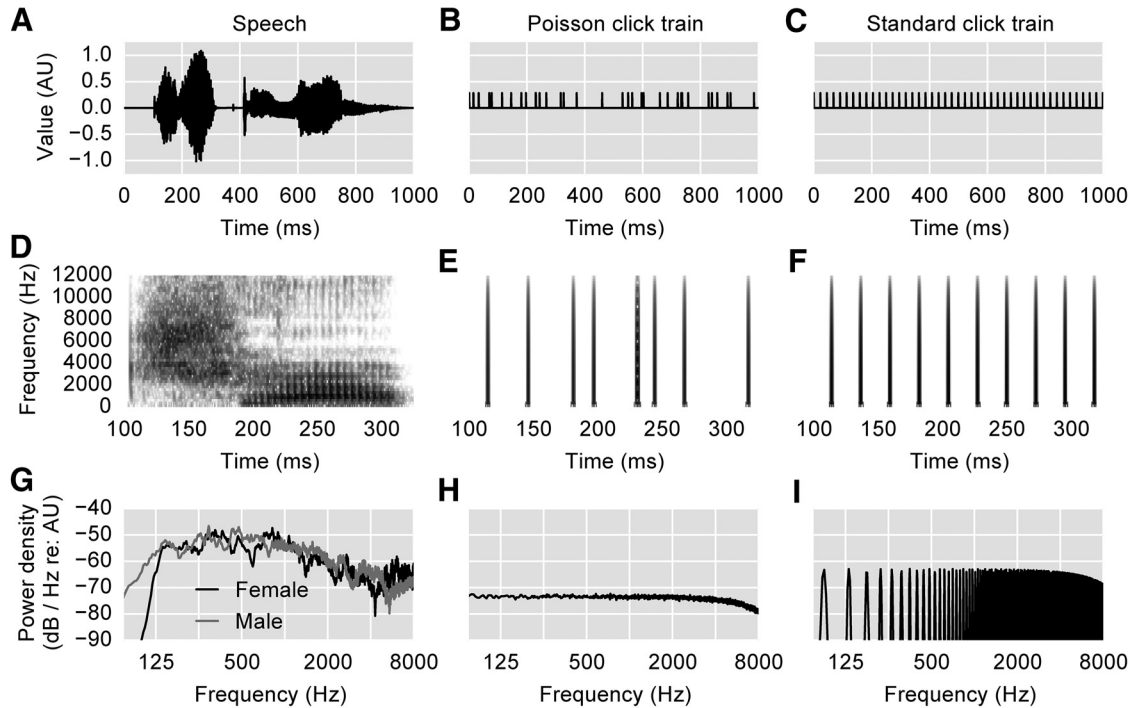 A
Speech
B
Poisson click train
C
Standard click train
Value (AU)
1.0
0.5
0.0
−0.5
−1.0
0 200 400 600 800 1000
0 200 400 600 800 1000
0 200 400 600 800 1000
Time (ms)
Time (ms)
Time (ms)
D
E
F
Frequency (Hz)
12000
10000
8000
6000
4000
2000
0
100 150 200 250 300
100 150 200 250 300
100 150 200 250 300
Time (ms)
Time (ms)
Time (ms)
G
H
I
Power density
(dB / Hz re: AU)
−40
−50
−60
−70
−80
−90
Female
Male
125 500 2000 8000
125 500 2000 8000
125 500 2000 8000
Frequency (Hz)
Frequency (Hz)
Frequency (Hz)